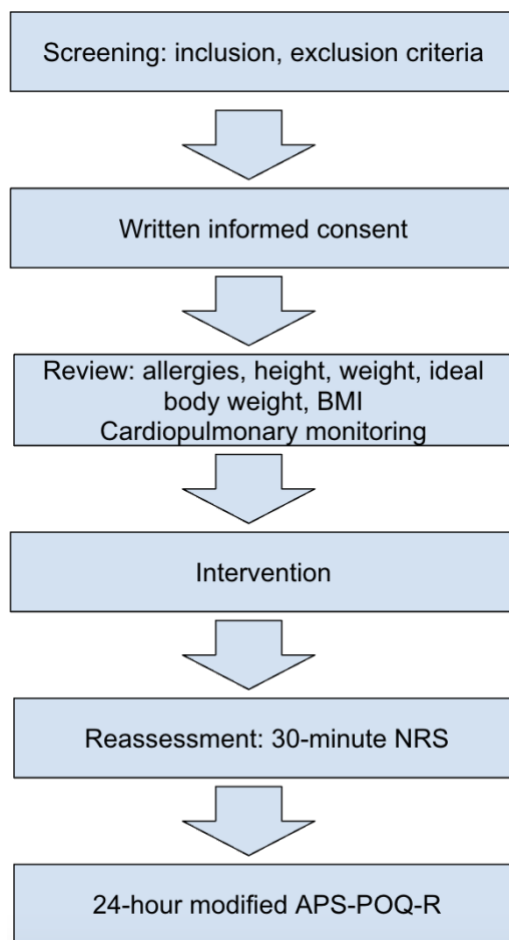 Screening: inclusion, exclusion criteria
Written informed consent
Review: allergies, height, weight, ideal
body weight, BMI
Cardiopulmonary monitoring
Intervention
Reassessment: 30-minute NRS
24-hour modified APS-POQ-R